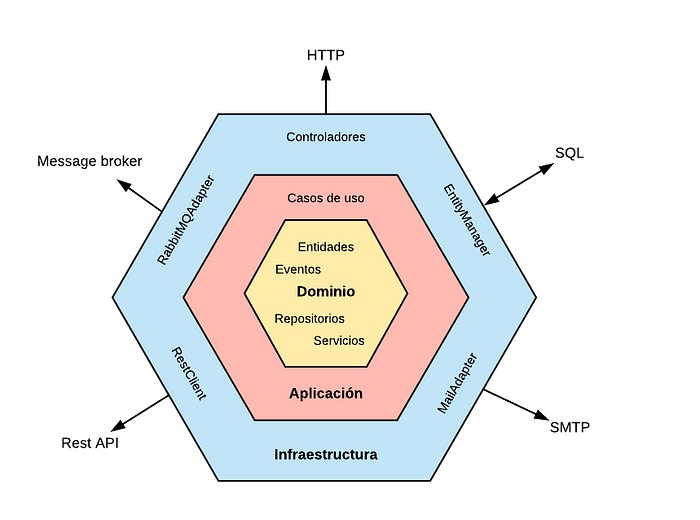 HTTP
Controladores
Message broker
SQL
RabbitMQAdapter
EntityManager
Casos de uso
Entidades
Eventos
Dominio
Repositorios
Servicios
RestClient
MailAdapter
Aplicación
Rest API
SMTP
Infraestructura